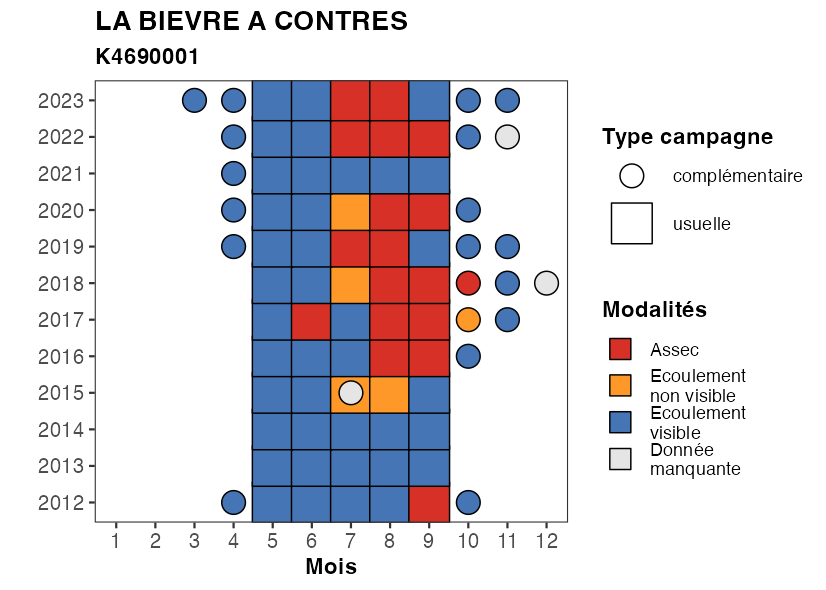 LA BIEVRE A CONTRES
K4690001
2023
2022
2021
2020
2019
2018
2017
2016
2015
2014
2013
2012
1 2 3 4 5 6 7 8 9 10 11 12
Mois
Type campagne
complémentaire
usuelle
Modalités
Assec
Ecoulement
non visible
Ecoulement
visible
Donnée
manquante